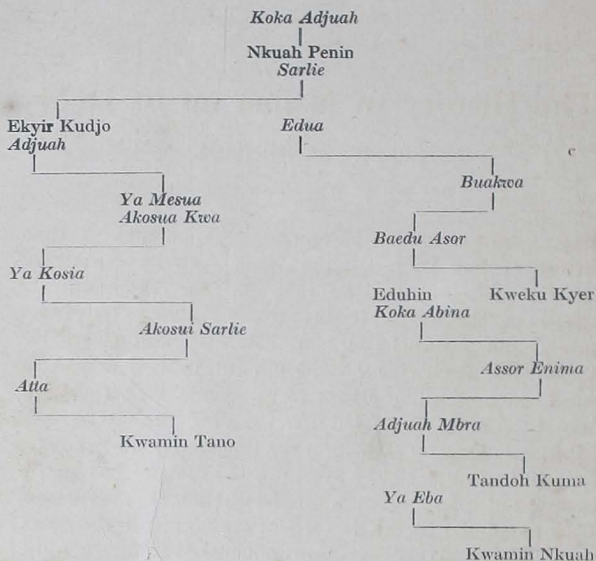 Koka Adjuah
Nkuah Penin
Sarlie
Ekyir Kudjo
Adjuah
Edua
Buakwa
Ya Mesua
Akosua Kwa
Baedu Asor
Ya Kosia
Eduhin
Koka Abina
Kweku Kyer
Akosui Sarlie
Assor Enima
Atta
Adjuah Mbra
Kwamin Tano
Tandoh Kuma
Ya Eba
Kwamin Nkuah